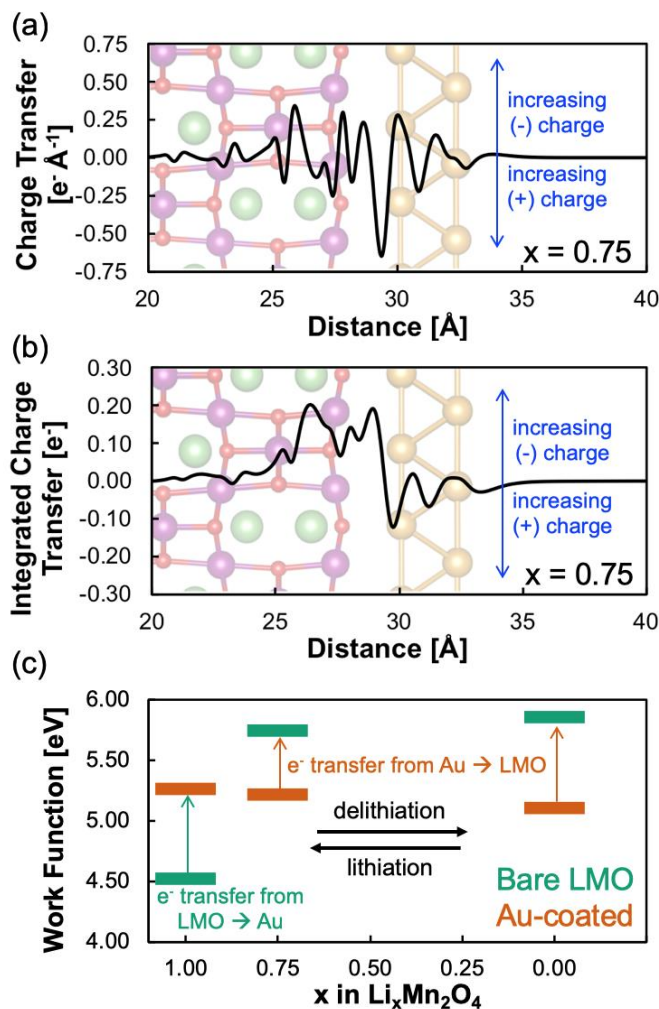 (a)
Charge Transfer
[e⁻ Å⁻¹]
0.75
0.50
0.25
0.00
-0.25
-0.50
-0.75
increasing
(-) charge
increasing
(+) charge
x = 0.75
20 25 30 35 40
Distance [Å]
(b)
Integrated Charge
Transfer [e⁻]
0.30
0.20
0.10
0.00
-0.10
-0.20
-0.30
increasing
(-) charge
increasing
(+) charge
x = 0.75
20 25 30 35 40
Distance [Å]
(c)
Work Function [eV]
6.00
5.50
5.00
4.50
4.00
e⁻ transfer from Au → LMO
delithiation
lithiation
e⁻ transfer from
LMO → Au
Bare LMO
Au-coated
1.00 0.75 0.50 0.25 0.00
x in LiₓMn₂O₄